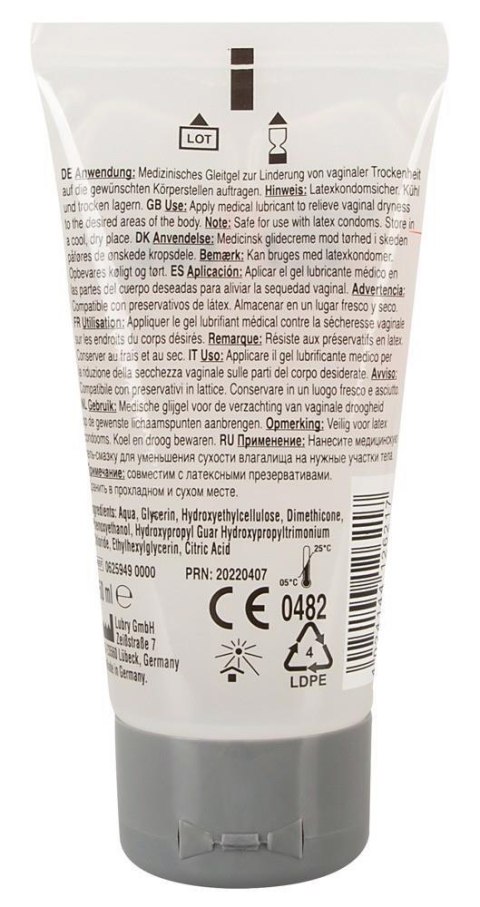 LOT
DE Anwendung: Medizinisches Gleitgel zur Linderung von vaginaler Trockenheit
auf die gewünschten Körperstellen auftragen. Hinweis: Latexkondomsicher. Kühl
und trocken lagern. GB Use: Apply medical lubricant to relieve vaginal dryness
to the desired areas of the body. Note: Safe for use with latex condoms. Store in
a cool, dry place. DK Anvendelse: Medicinsk glidecreme mod tørhed i skeden
påføres de ønskede kropsdele. Bemærk: Kan bruges med latexkondomer.
Opbevares køligt og tørt. ES Aplicación: Aplicar el gel lubricante médico en
las partes del cuerpo deseadas para aliviar la sequedad vaginal. Advertencia:
Compatible con preservativos de látex. Almacenar en un lugar fresco y seco.
FR Utilisation: Appliquer le gel lubrifiant médical contre la sécheresse vaginale
sur les endroits du corps désirés. Remarque: Résiste aux préservatifs en latex.
Conserver au frais et au sec. IT Uso: Applicare il gel lubrificante medico per
la riduzione della secchezza vaginale sulle parti del corpo desiderate. Avviso:
Compatibile con preservativi in lattice. Conservare in un luogo fresco e asciutto.
NL Gebruik: Medische glijgel voor de verzachting van vaginale droogheid
op de gewenste lichaamspunten aanbrengen. Opmerking: Veilig voor latex
condooms. Koel en droog bewaren. RU Применение: Нанесите медицинскую
гель-смазку для уменьшения сухости влагалища на нужные участки тела.
Примечание: совместим с латексными презервативами.
Хранить в прохладном и сухом месте.
Ingredients: Aqua, Glycerin, Hydroxyethylcellulose, Dimethicone,
Phenoxyethanol, Hydroxypropyl Guar Hydroxypropyltrimonium
Chloride, Ethylhexylglycerin, Citric Acid
0625949 0000 PRN: 20220407
05°C 25°C
ml e
CE 0482
Lubry GmbH
Zeißstraße 7
Lübeck, Germany
in Germany.
4
LDPE